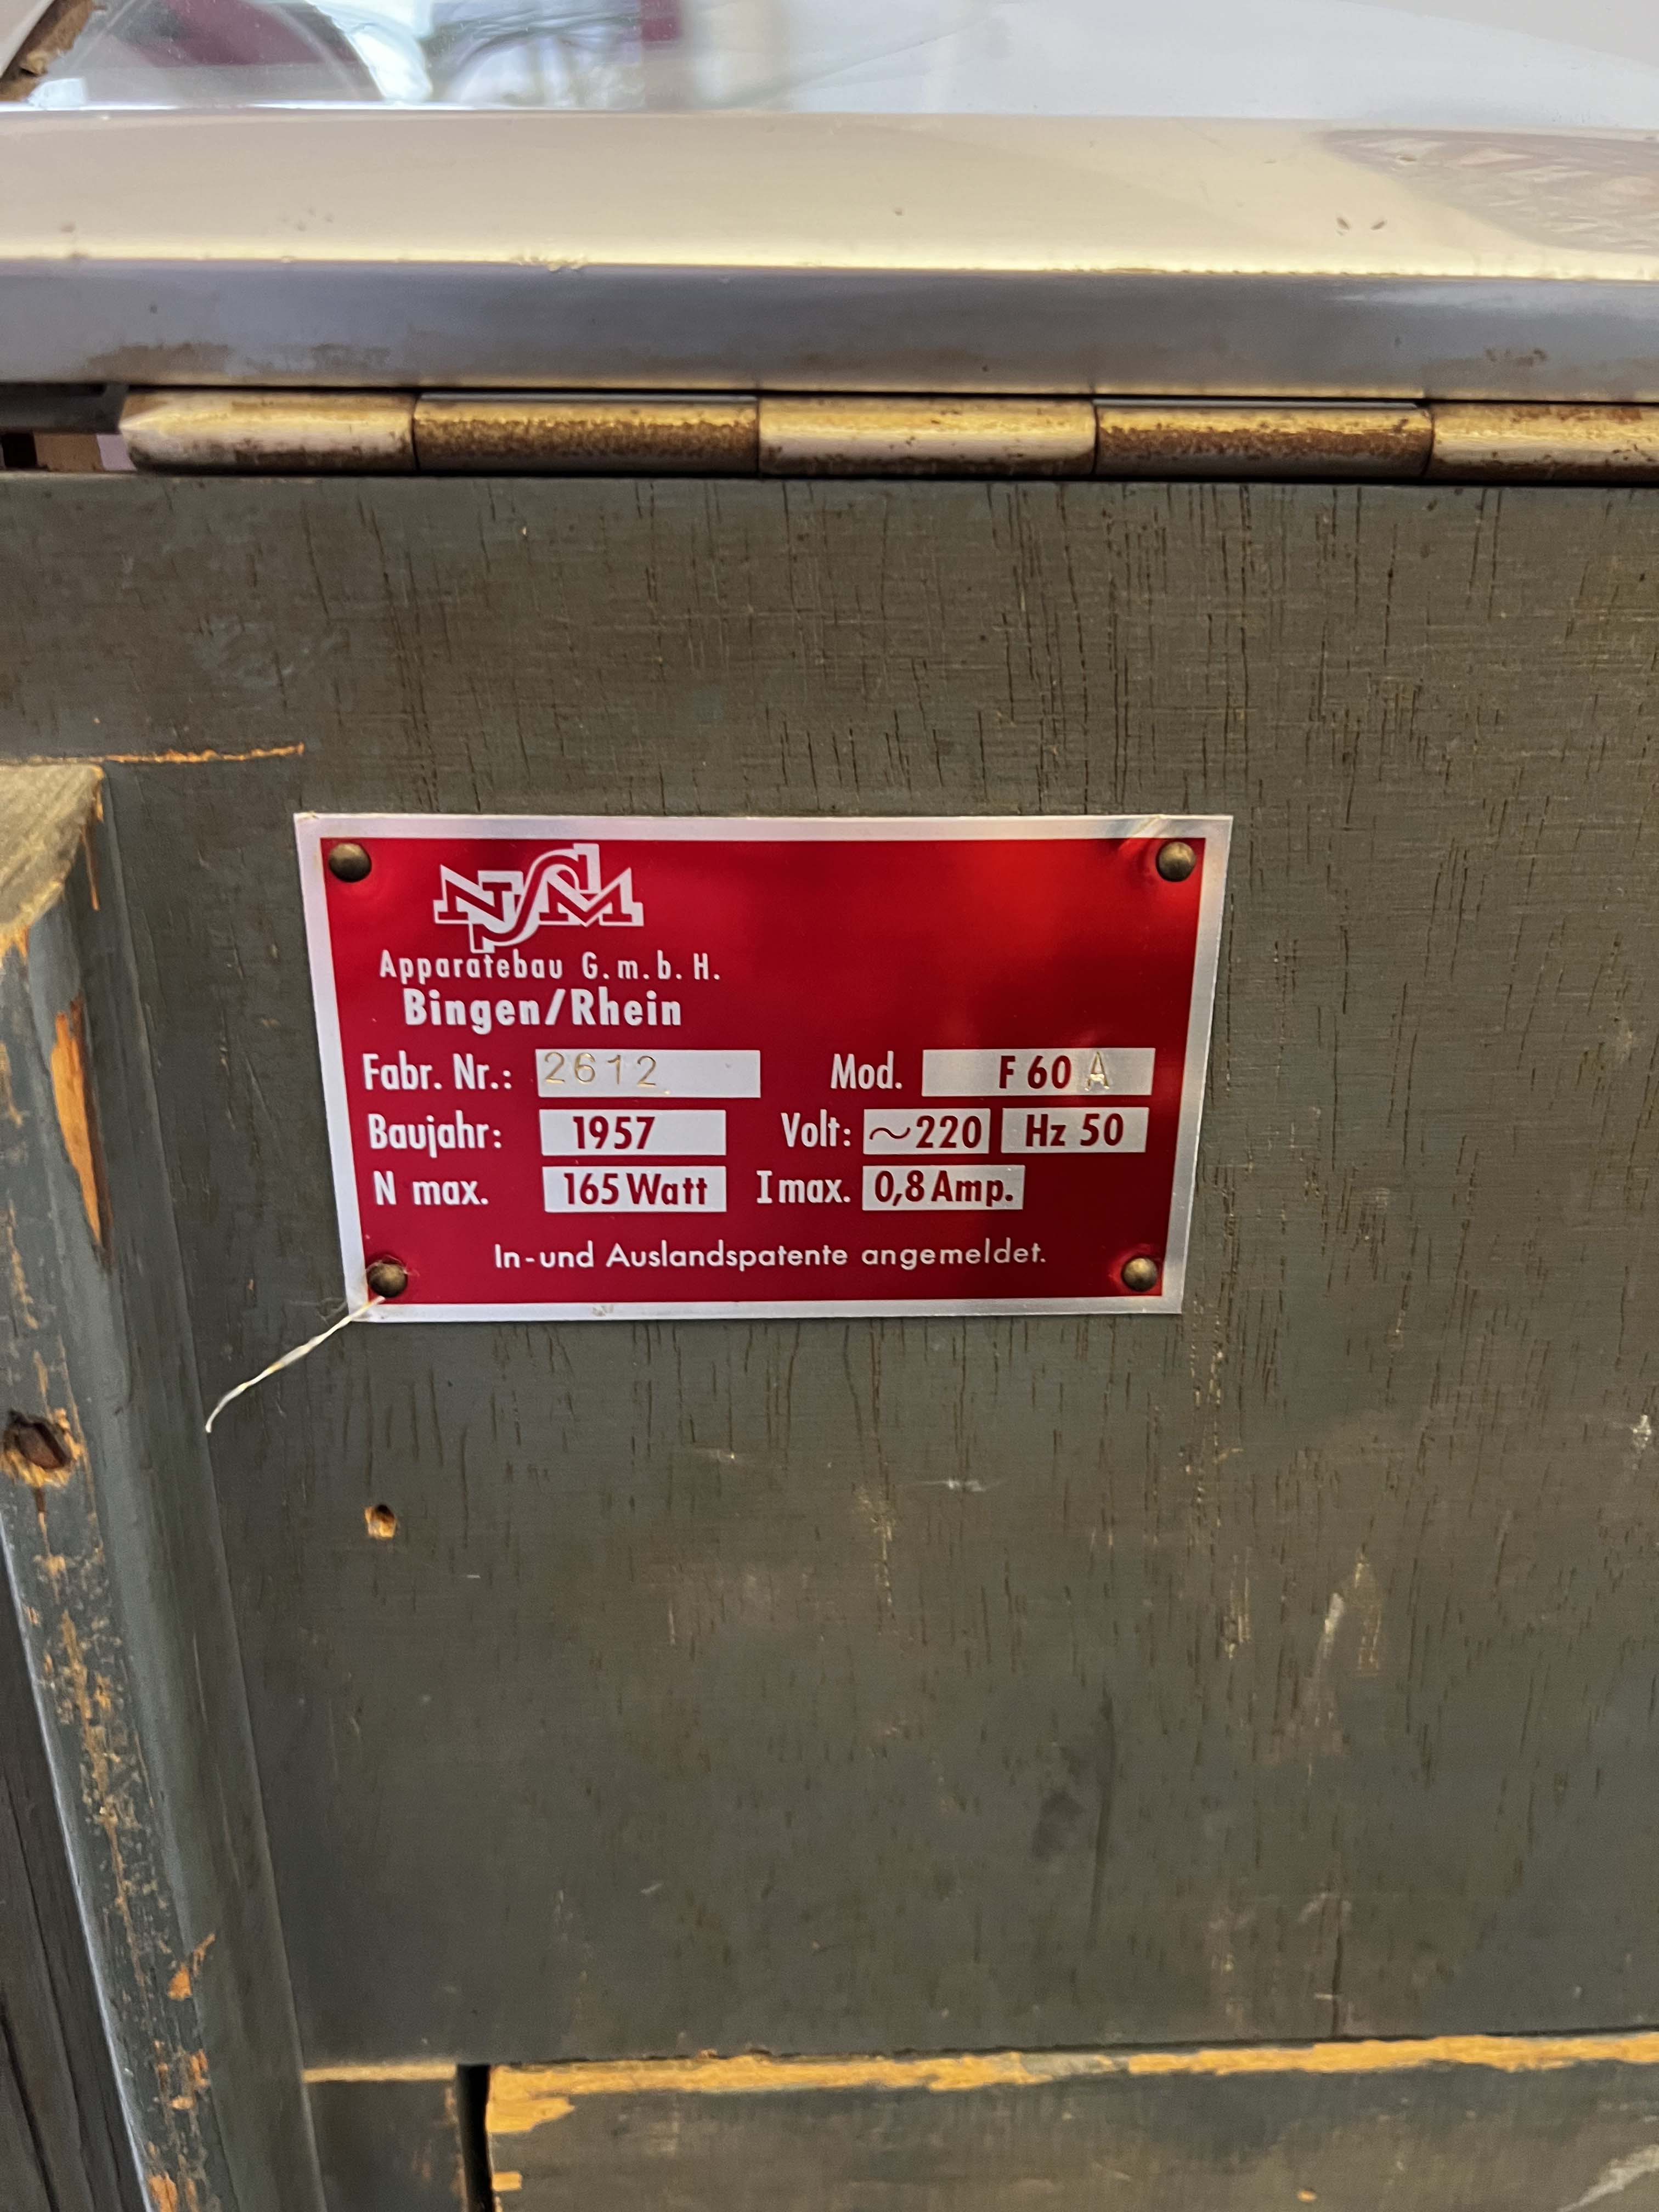 NSM
Apparatebau G.m.b.H.
Bingen/Rhein
Fabr. Nr.: 2612 Mod. F 60 A
Baujahr: 1957 Volt: ~220 Hz 50
N max. 165 Watt I max. 0,8 Amp.
In-und Auslandspatente angemeldet.